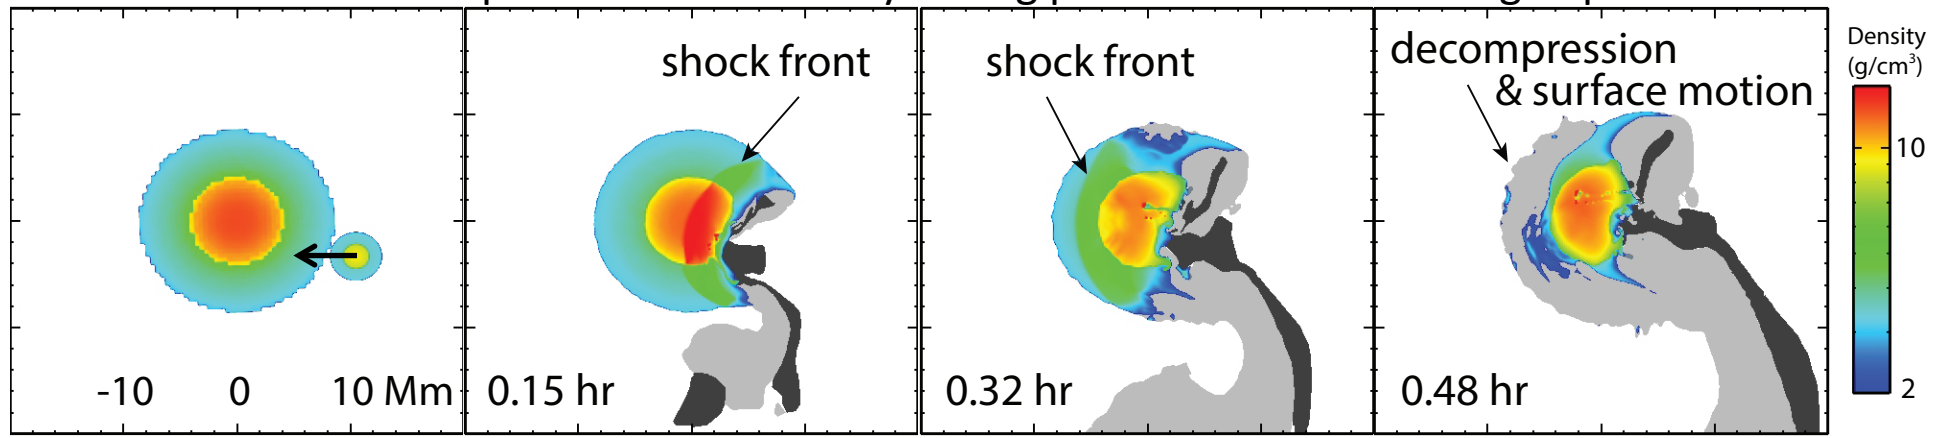 shock front
shock front
decompression
& surface motion
Density
(g/cm³)
10
2
-10 0 10 Mm
0.15 hr
0.32 hr
0.48 hr